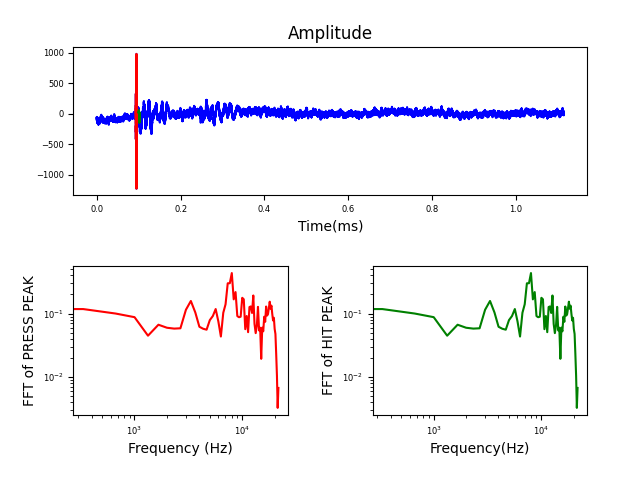 Amplitude
1000
500
0
−500
−1000
0.0 0.2 0.4 0.6 0.8 1.0
Time(ms)
FFT of PRESS PEAK
10⁻¹
10⁻²
10³ 10⁴
Frequency (Hz)
FFT of HIT PEAK
10⁻¹
10⁻²
10³ 10⁴
Frequency(Hz)